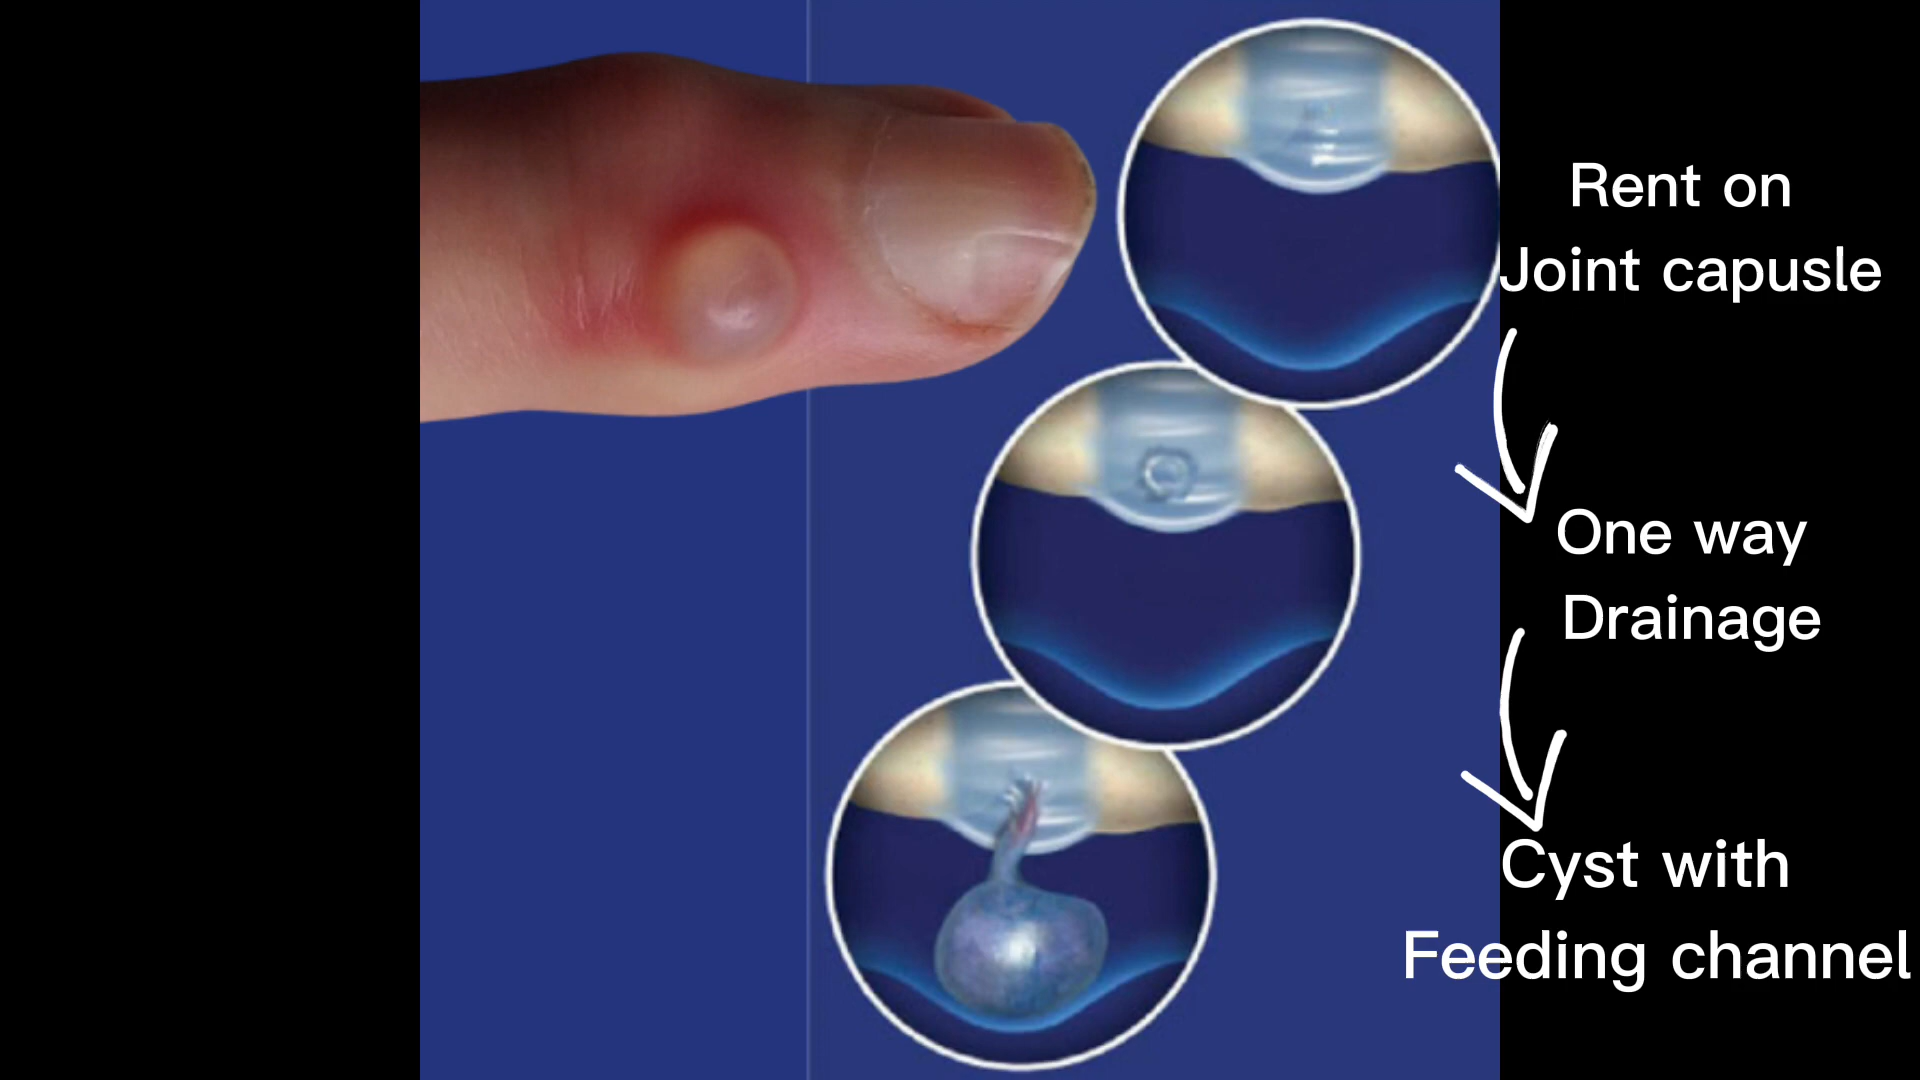 Rent on
Joint capusle
One way
Drainage
Cyst with
Feeding channel